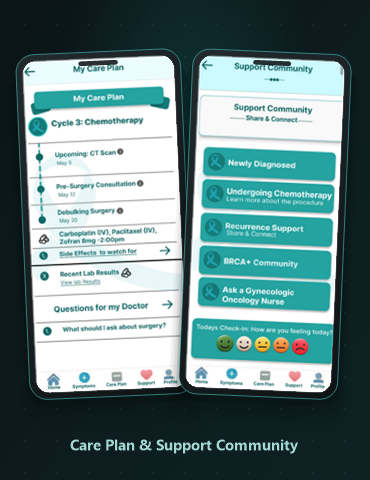 My Care Plan
My Care Plan
Cycle 3: Chemotherapy
Upcoming: CT Scan
May 5
Pre-Surgery Consultation
May 12
Debulking Surgery
May 20
Carboplatin (IV), Paclitaxel (IV),
Zofran 8mg -2:00pm
Side Effects to watch for
Recent Lab Results
View lab Results
Questions for my Doctor
What should I ask about surgery?
Home
Symptoms
Care Plan
Support
Profile
Support Community
Support Community
Share & Connect
Newly Diagnosed
Undergoing Chemotherapy
Learn more about the procedure
Recurrence Support
Share & Connect
BRCA+ Community
Ask a Gynecologic
Oncology Nurse
Todays Check-In: How are you feeling today?
Home
Symptoms
Care Plan
Support
Profile
Care Plan & Support Community